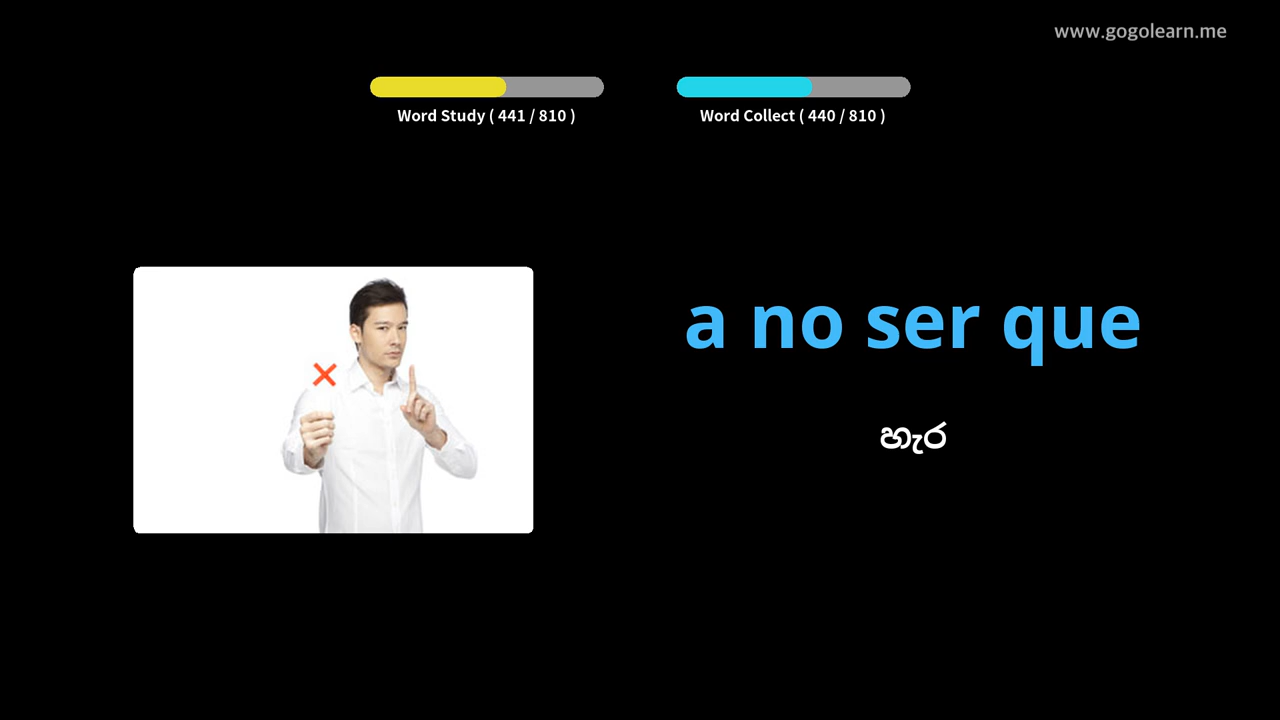 www.gogolearn.me
Word Study ( 441 / 810 )
Word Collect ( 440 / 810 )
a no ser que
හැර